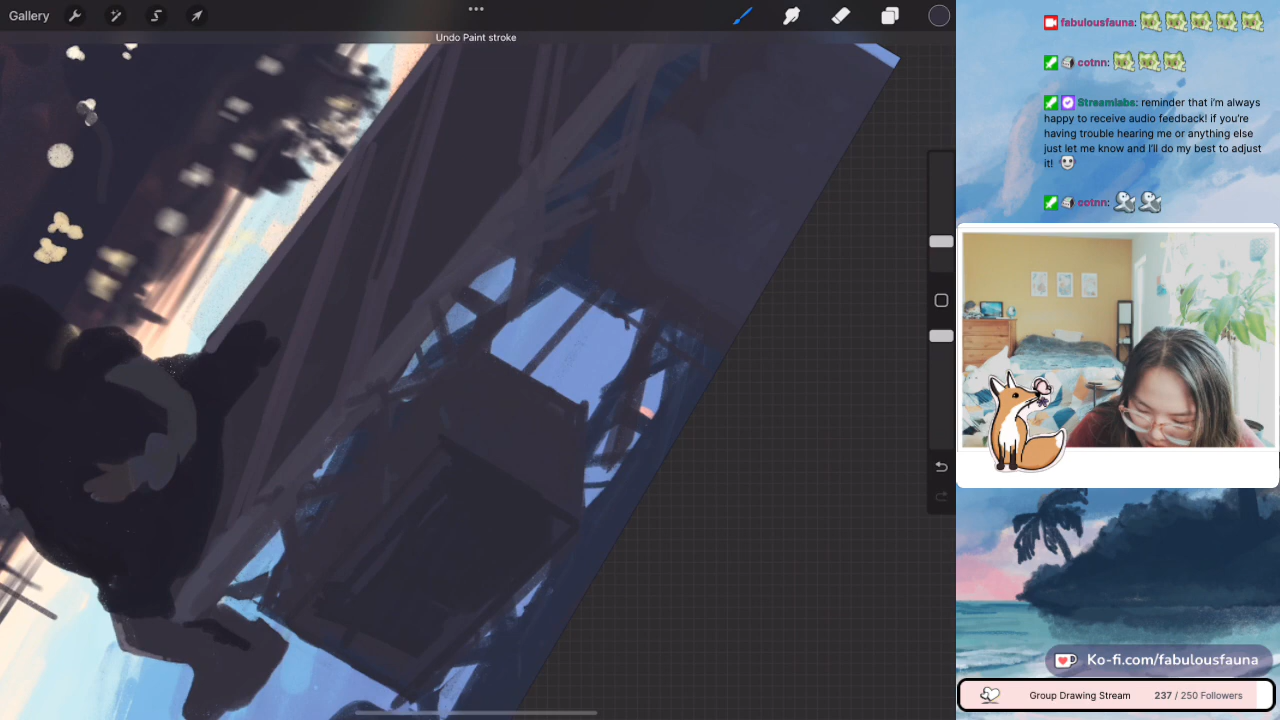 Gallery
Undo Paint stroke
fabulousfauna:
cotnn:
Streamlabs: reminder that i'm always
happy to receive audio feedback! if you're
having trouble hearing me or anything else
just let me know and I'll do my best to adjust
it!
cotnn:
Ko-fi.com/fabulousfauna
Group Drawing Stream 237 / 250 Followers